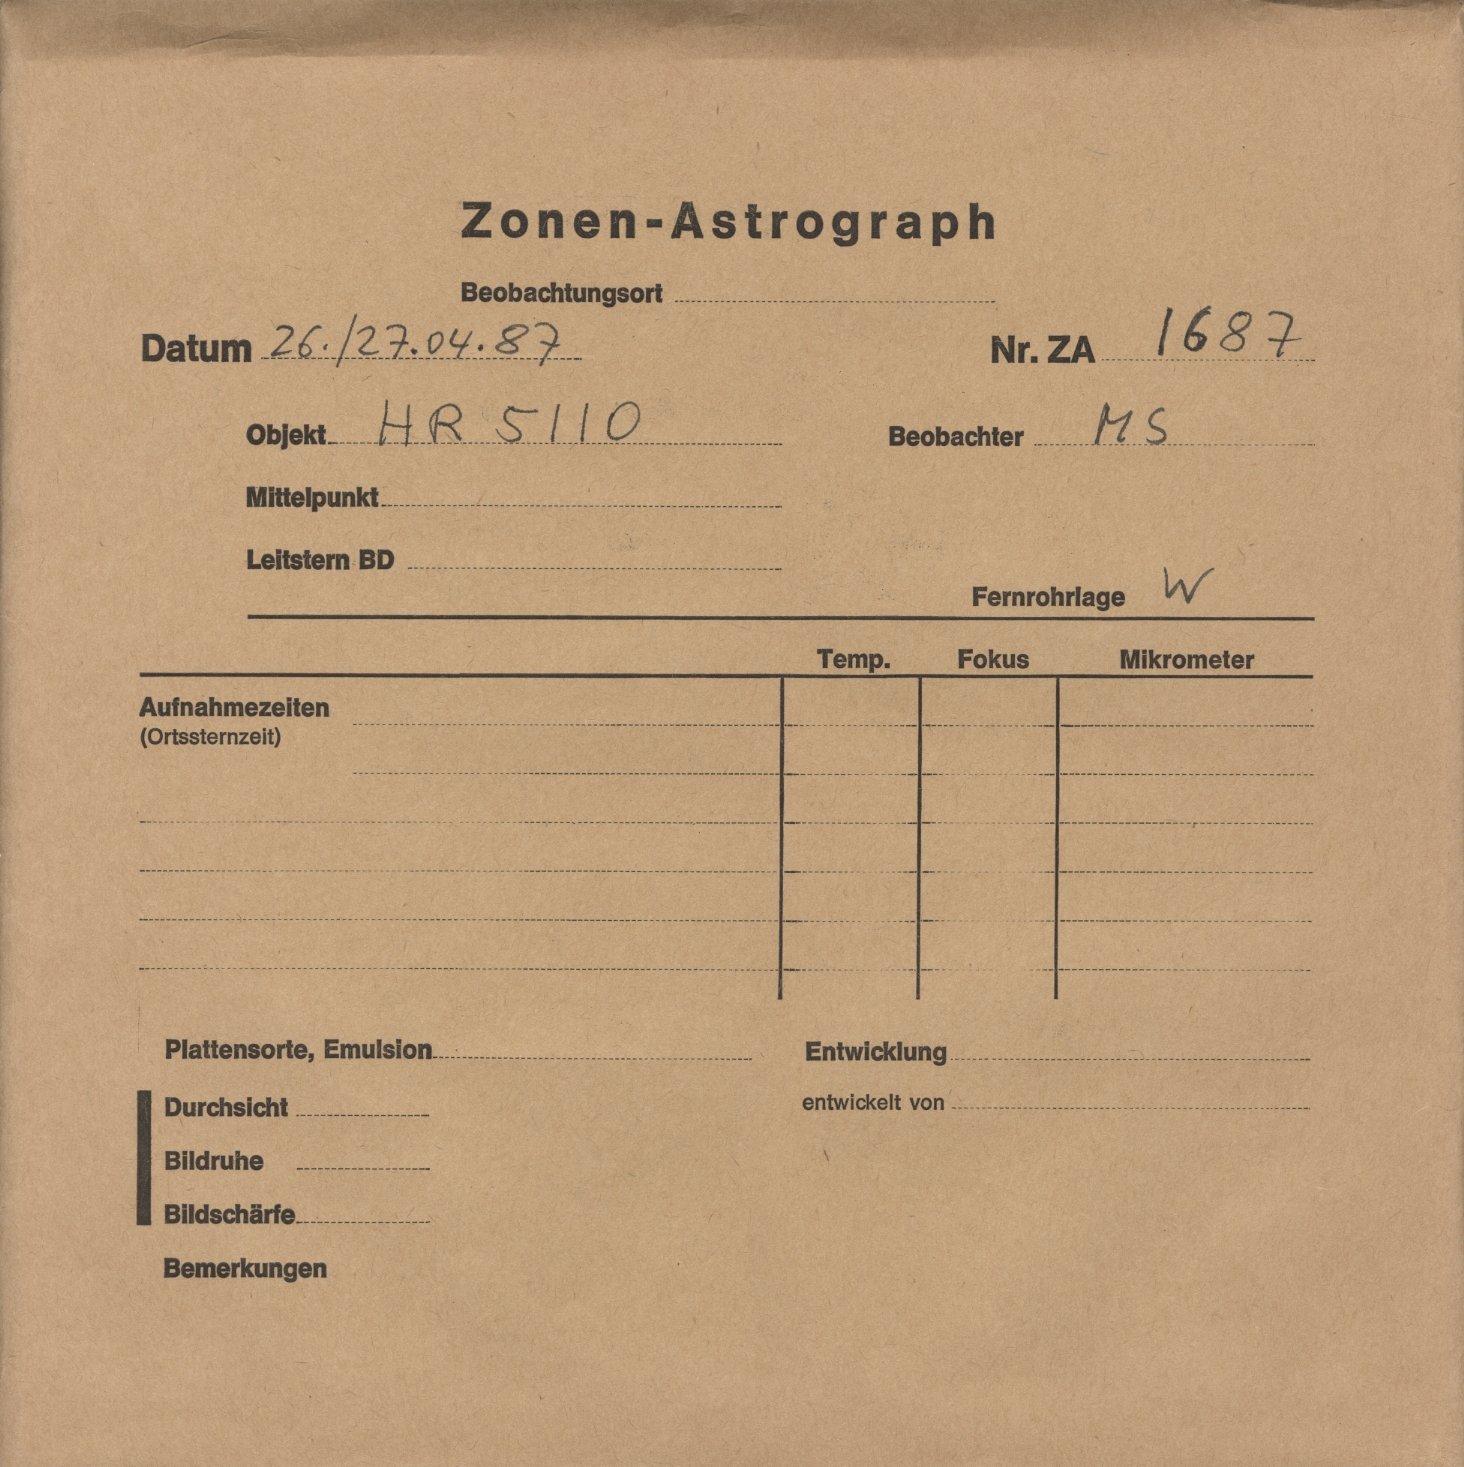 Zonen-Astrograph
Beobachtungsort
Datum 26./27.04.87 Nr. ZA 1687
Objekt HR 5110 Beobachter MS
Mittelpunkt
Leitstern BD
Fernrohrlage W
Temp. Fokus Mikrometer
Aufnahmezeiten
(Ortssternzeit)
Plattensorte, Emulsion Entwicklung
Durchsicht entwickelt von
Bildruhe
Bildschärfe
Bemerkungen